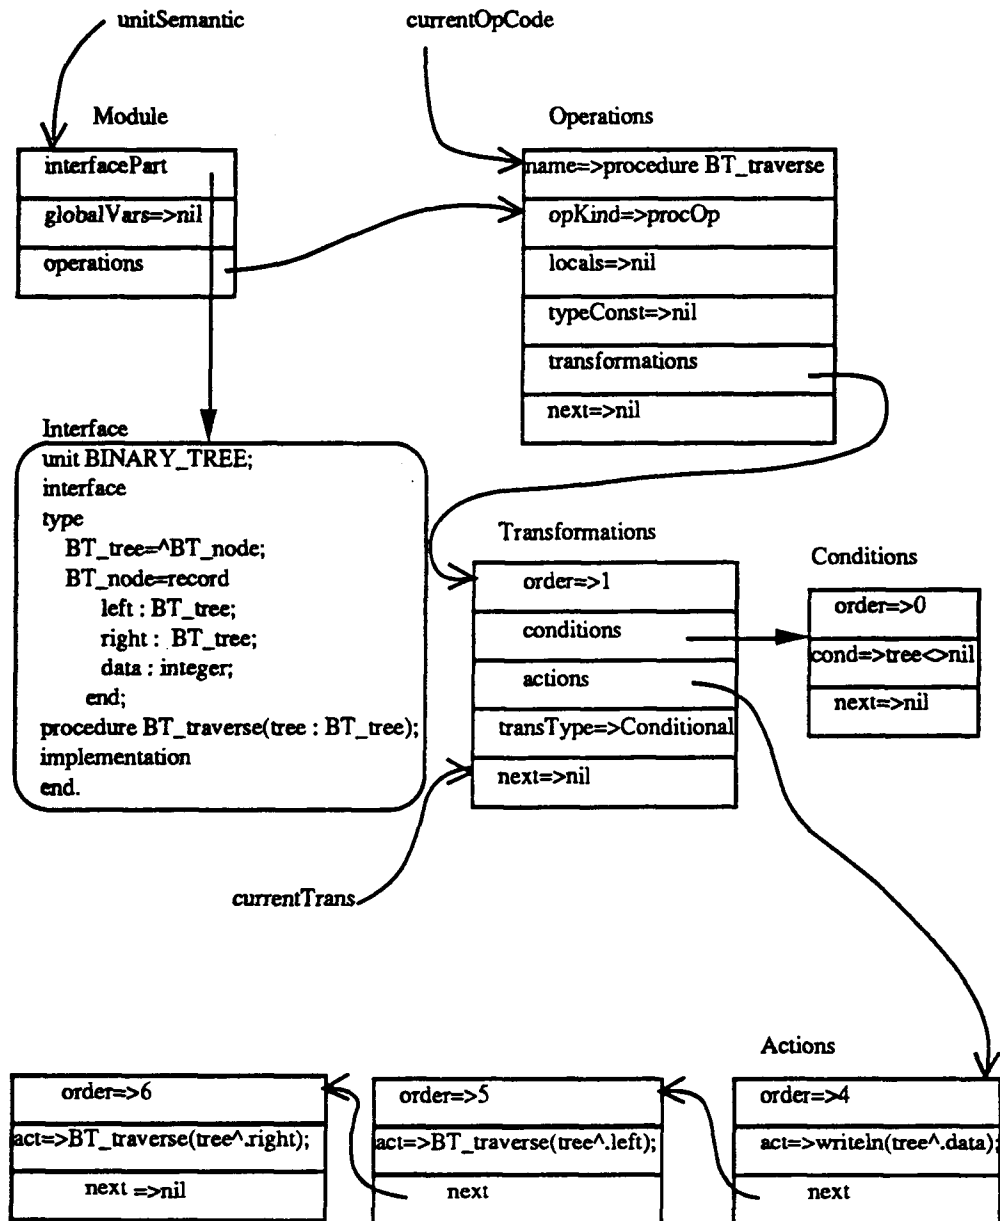 unitSemantic
currentOpCode
Module
interfacePart
globalVars=>nil
operations
Operations
name=>procedure BT_traverse
opKind=>procOp
locals=>nil
typeConst=>nil
transformations
next=>nil
Interface
unit BINARY_TREE;
interface
type
BT_tree=^BT_node;
BT_node=record
left : BT_tree;
right : BT_tree;
data : integer;
end;
procedure BT_traverse(tree : BT_tree);
implementation
end.
Transformations
order=>1
conditions
actions
transType=>Conditional
next=>nil
Conditions
order=>0
cond=>tree<>nil
next=>nil
currentTrans
Actions
order=>6
act=>BT_traverse(tree^.right);
next =>nil
order=>5
act=>BT_traverse(tree^.left);
next
order=>4
act=>writeln(tree^.data);
next